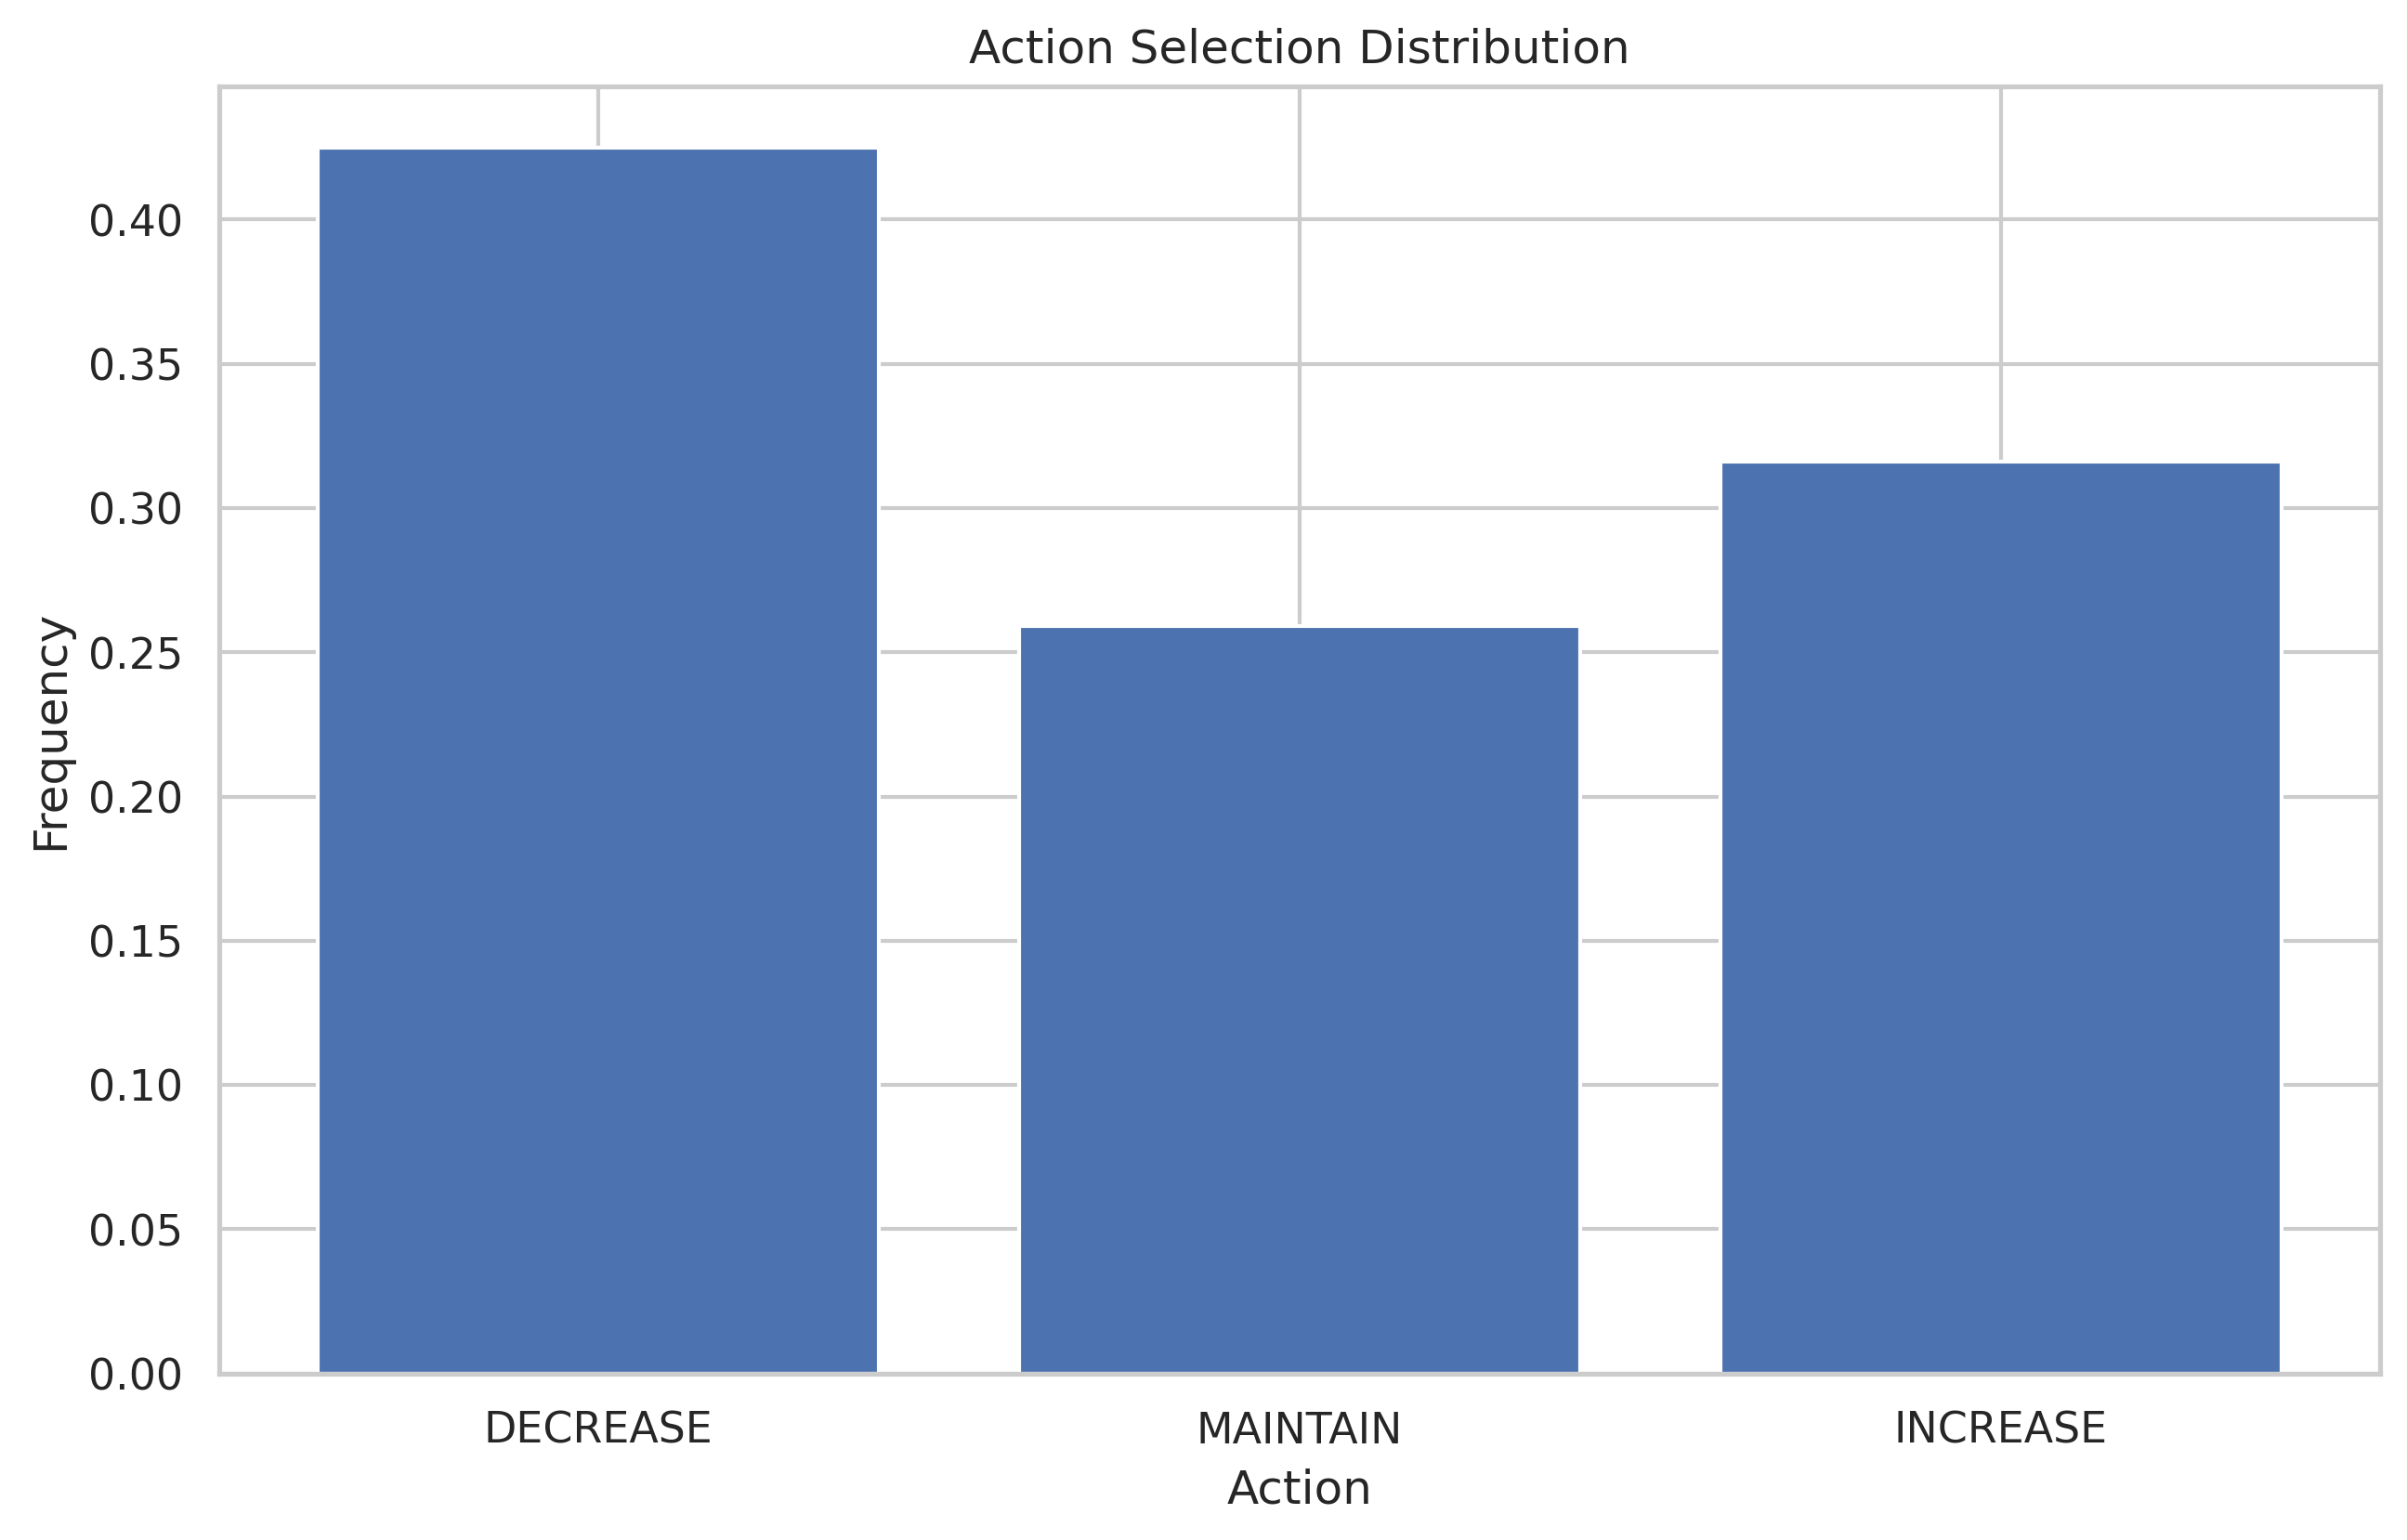 Action Selection Distribution
Frequency
0.40
0.35
0.30
0.25
0.20
0.15
0.10
0.05
0.00
DECREASE
MAINTAIN
INCREASE
Action